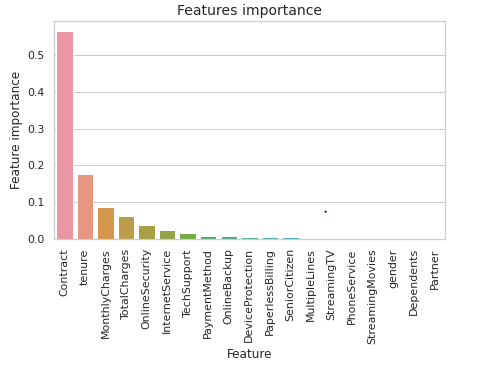 Features importance
Feature importance
0.5
0.4
0.3
0.2
0.1
0.0
Contract
tenure
MonthlyCharges
TotalCharges
OnlineSecurity
InternetService
TechSupport
PaymentMethod
OnlineBackup
DeviceProtection
PaperlessBilling
SeniorCitizen
MultipleLines
StreamingTV
PhoneService
StreamingMovies
gender
Dependents
Partner
Feature